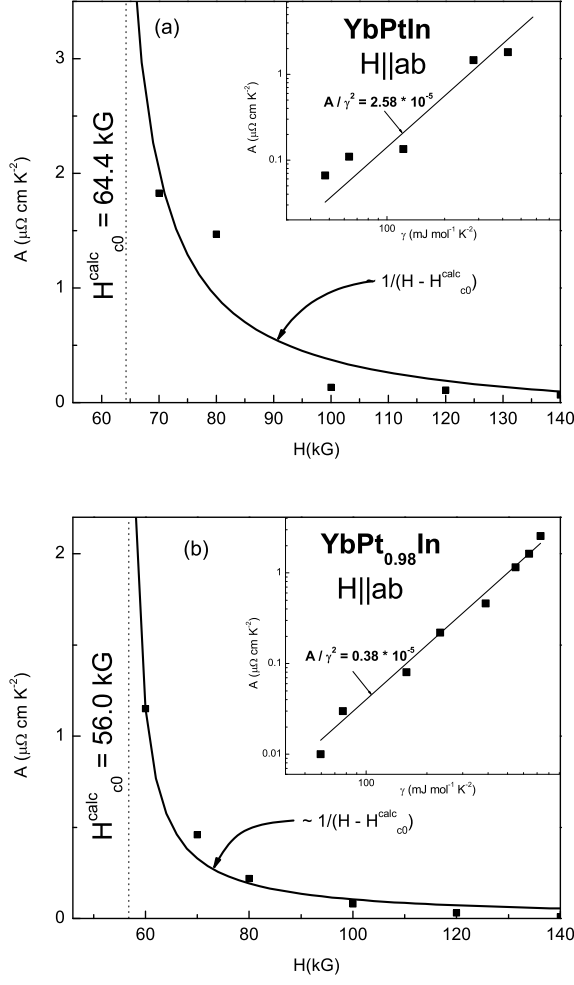 (a)
YbPtIn
H||ab
A / γ² = 2.58 * 10⁻⁵
A (μΩ cm K⁻²)
1
0.1
100
γ (mJ mol⁻¹ K⁻²)
3
2
1
0
A (μΩ cm K⁻²)
H^calc_c0 = 64.4 kG
1/(H - H^calc_c0)
60 70 80 90 100 110 120 130 140
H(kG)
(b)
YbPt₀.₉₈In
H||ab
A / γ² = 0.38 * 10⁻⁵
A (μΩ cm K⁻²)
1
0.1
0.01
100
γ (mJ mol⁻¹ K⁻²)
2
1
0
A (μΩ cm K⁻²)
H^calc_c0 = 56.0 kG
~ 1/(H - H^calc_c0)
60 80 100 120 140
H(kG)